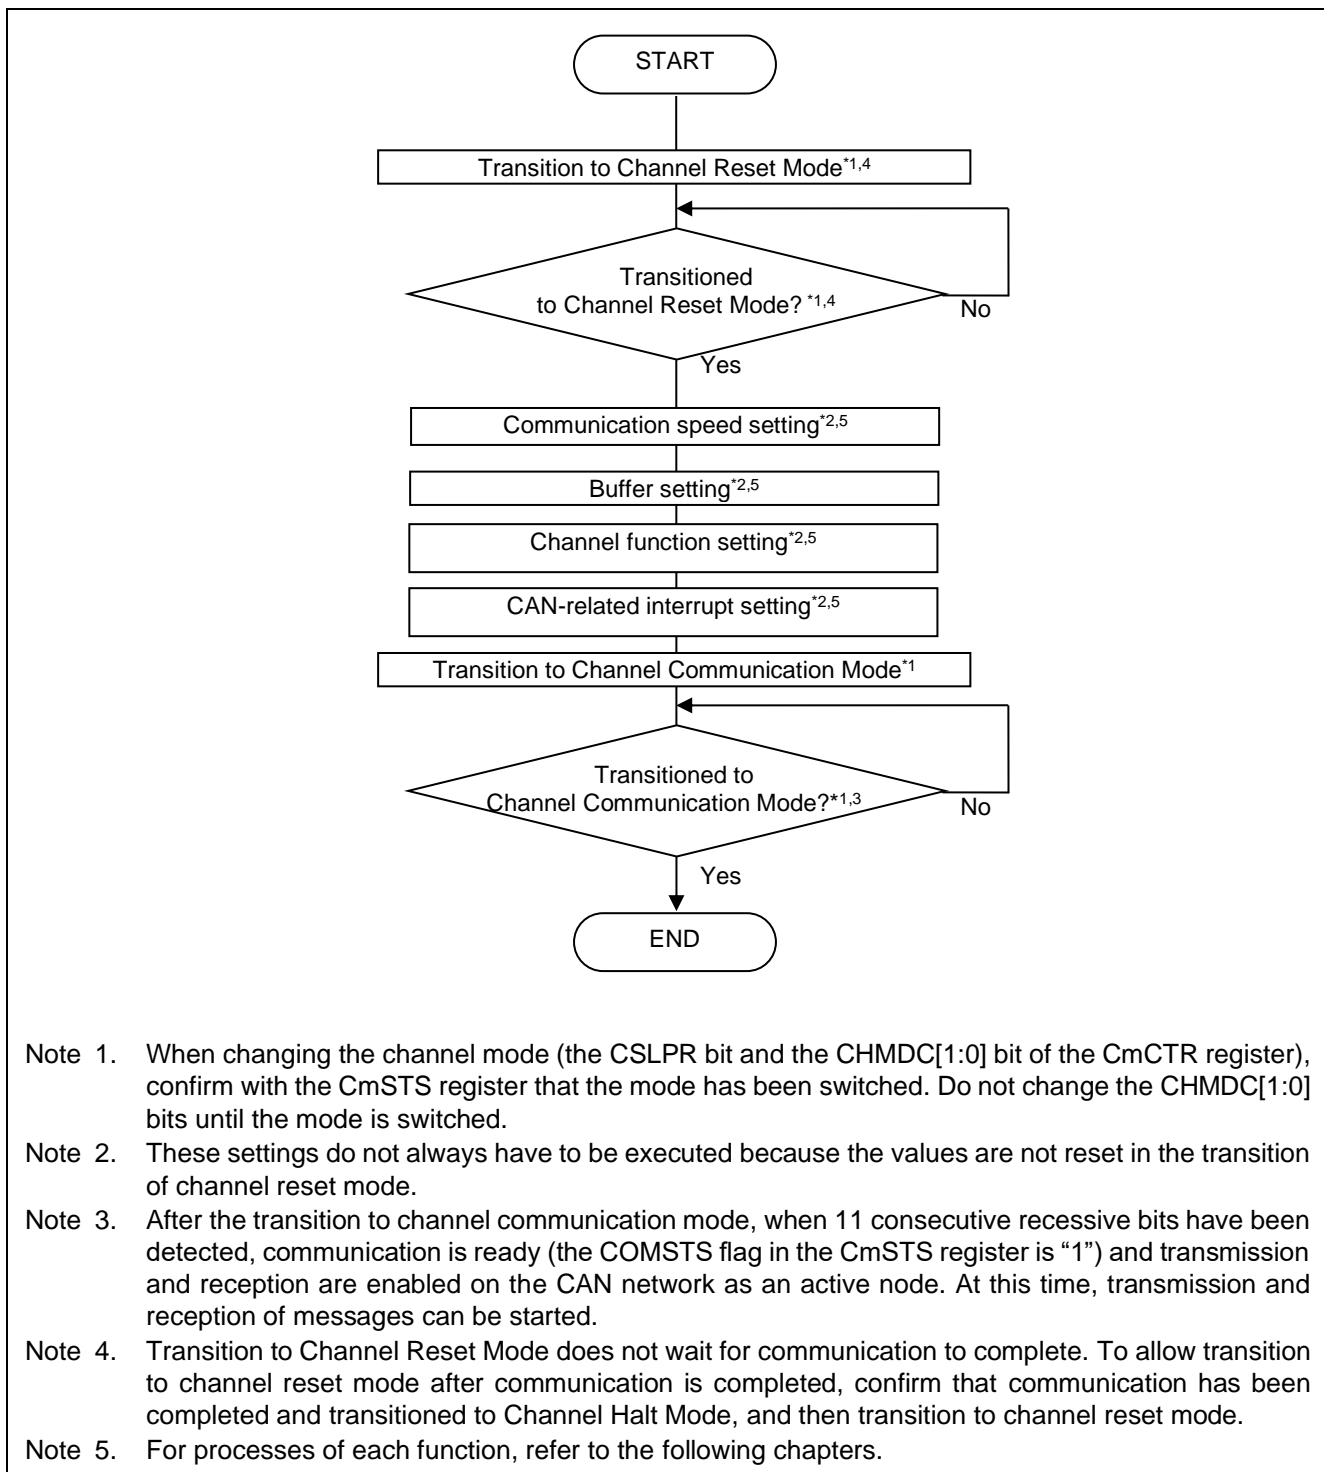 START
Transition to Channel Reset Mode*1,4
Transitioned
to Channel Reset Mode? *1,4
No
Yes
Communication speed setting*2,5
Buffer setting*2,5
Channel function setting*2,5
CAN-related interrupt setting*2,5
Transition to Channel Communication Mode*1
Transitioned to
Channel Communication Mode?*1,3
No
Yes
END
Note 1. When changing the channel mode (the CSLPR bit and the CHMDC[1:0] bit of the CmCTR register),
confirm with the CmSTS register that the mode has been switched. Do not change the CHMDC[1:0]
bits until the mode is switched.
Note 2. These settings do not always have to be executed because the values are not reset in the transition
of channel reset mode.
Note 3. After the transition to channel communication mode, when 11 consecutive recessive bits have been
detected, communication is ready (the COMSTS flag in the CmSTS register is “1”) and transmission
and reception are enabled on the CAN network as an active node. At this time, transmission and
reception of messages can be started.
Note 4. Transition to Channel Reset Mode does not wait for communication to complete. To allow transition
to channel reset mode after communication is completed, confirm that communication has been
completed and transitioned to Channel Halt Mode, and then transition to channel reset mode.
Note 5. For processes of each function, refer to the following chapters.